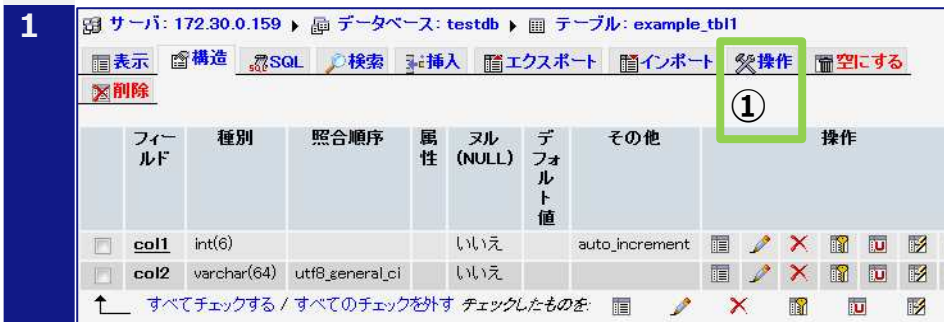 1
サーバ: 172.30.0.159 ▶ データベース: testdb ▶ テーブル: example_tbl1
表示 構造 SQL 検索 挿入 エクスポート インポート 操作 空にする
削除
①
フィールド 種別 照合順序 属性 ヌル(NULL) デフォルト値 その他 操作
col1 int(6) いいえ auto_increment
col2 varchar(64) utf8_general_ci いいえ
すべてチェックする / すべてのチェックを外す チェックしたものを: